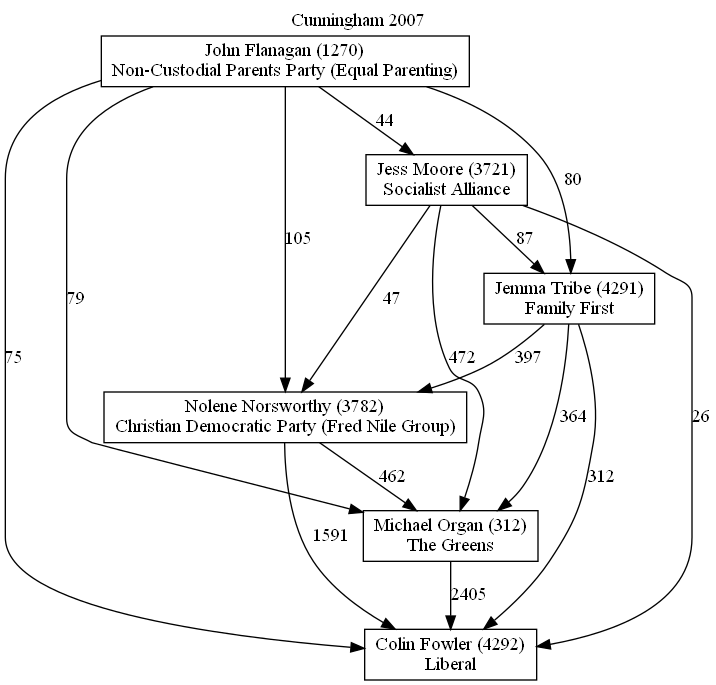 Cunningham 2007
John Flanagan (1270)
Non-Custodial Parents Party (Equal Parenting)
44
Jess Moore (3721)
Socialist Alliance
80
105
87
Jemma Tribe (4291)
Family First
79
47
75
472
397
26
Nolene Norsworthy (3782)
Christian Democratic Party (Fred Nile Group)
364
462
312
1591
Michael Organ (312)
The Greens
2405
Colin Fowler (4292)
Liberal